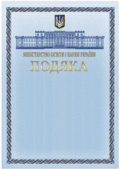 МІНІСТЕРСТВО ОСВІТИ І НАУКИ УКРАЇНИ
ПОДЯКА